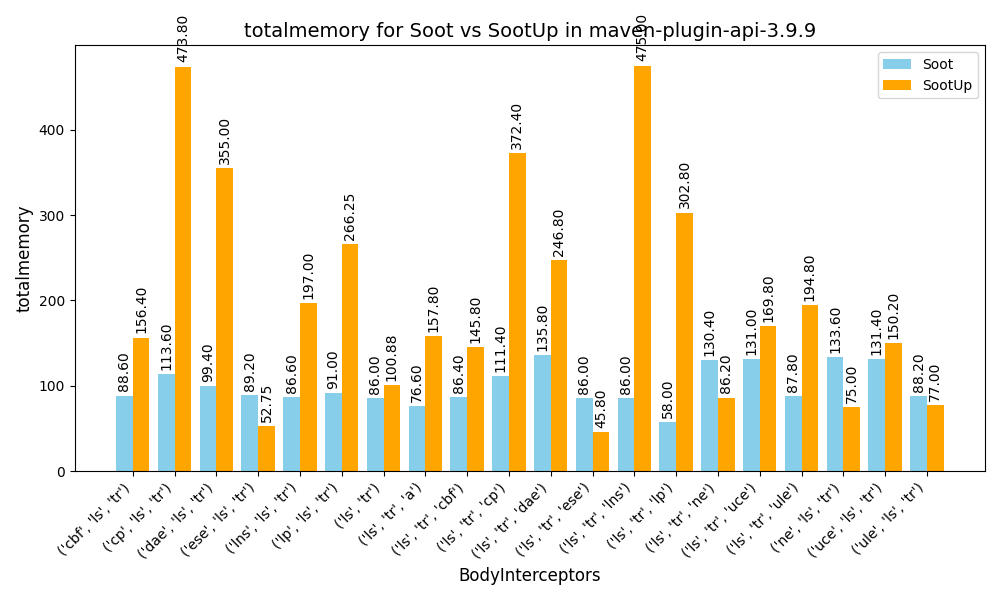 totalmemory for Soot vs SootUp in maven-plugin-api-3.9.9
Soot
SootUp
totalmemory
400
300
200
100
0
88.60
156.40
113.60
473.80
99.40
355.00
89.20
52.75
86.60
197.00
91.00
266.25
86.00
100.88
76.60
157.80
86.40
145.80
111.40
372.40
135.80
246.80
86.00
45.80
86.00
475.00
58.00
302.80
130.40
86.20
131.00
169.80
87.80
194.80
133.60
75.00
131.40
150.20
88.20
77.00
('cbf', 'ls', 'tr')
('cp', 'ls', 'tr')
('dae', 'ls', 'tr')
('ese', 'ls', 'tr')
('lns', 'ls', 'tr')
('lp', 'ls', 'tr')
('ls', 'tr')
('ls', 'tr', 'a')
('ls', 'tr', 'cbf')
('ls', 'tr', 'cp')
('ls', 'tr', 'dae')
('ls', 'tr', 'ese')
('ls', 'tr', 'lns')
('ls', 'tr', 'lp')
('ls', 'tr', 'ne')
('ls', 'tr', 'uce')
('ls', 'tr', 'ule')
('ne', 'ls', 'tr')
('uce', 'ls', 'tr')
('ule', 'ls', 'tr')
BodyInterceptors